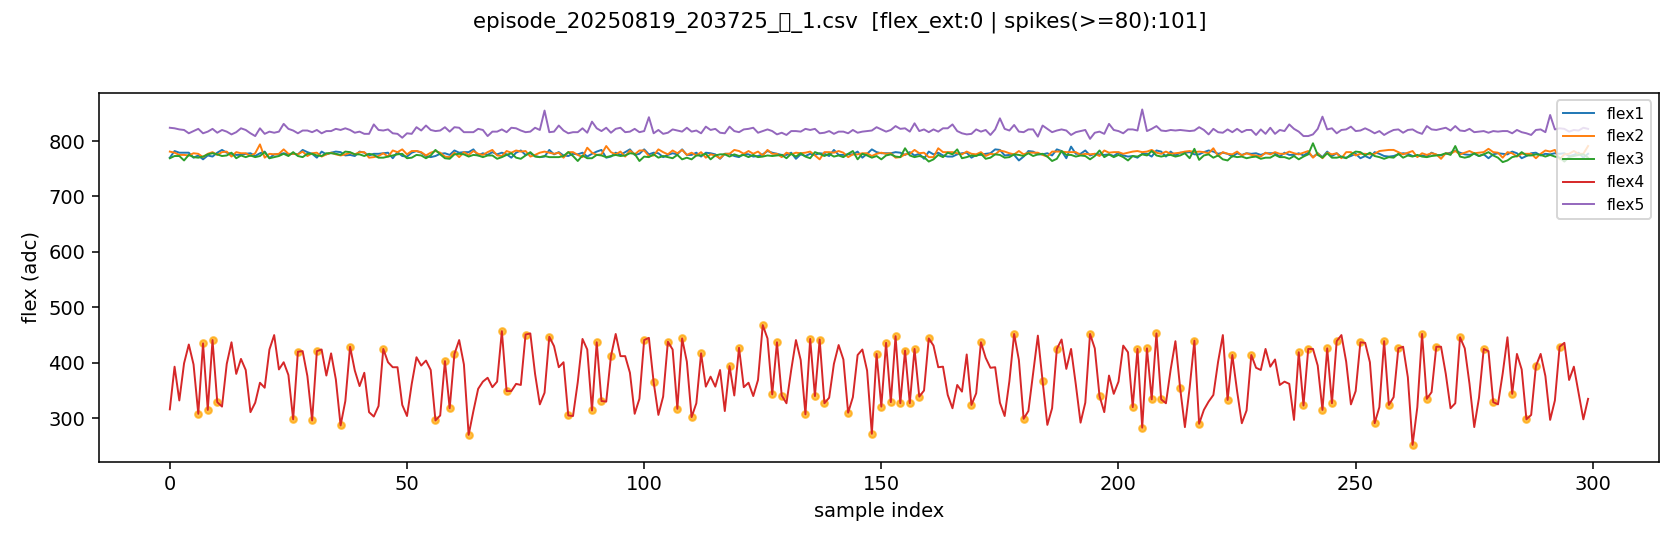 episode_20250819_203725_▯_1.csv [flex_ext:0 | spikes(>=80):101]
flex (adc)
800
700
600
500
400
300
0
50
100
150
200
250
300
sample index
flex1
flex2
flex3
flex4
flex5